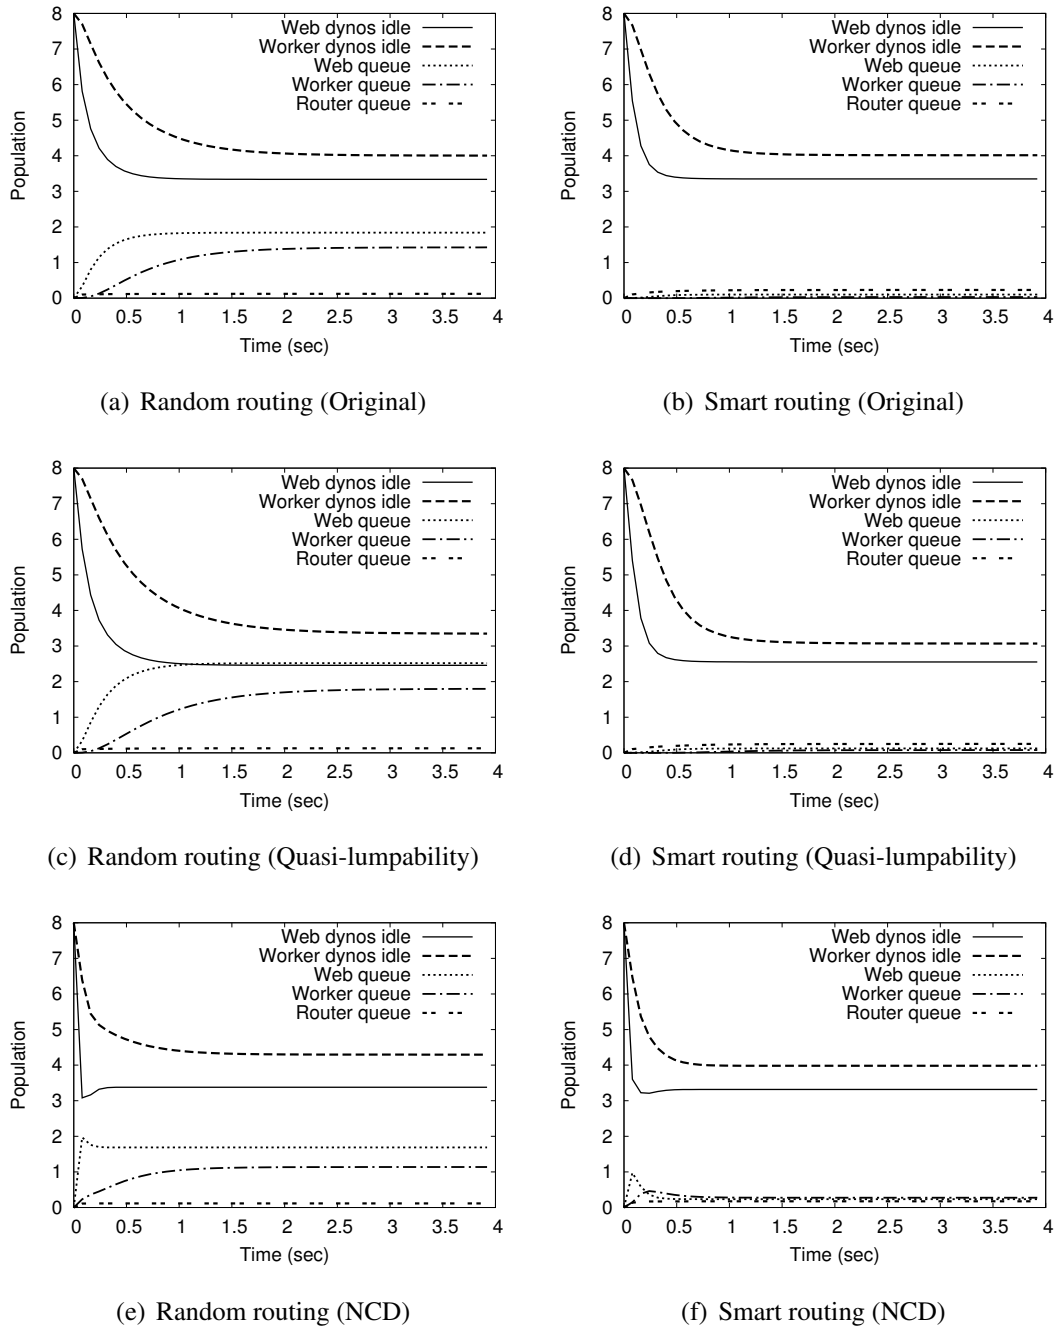 8
7
6
5
4
3
2
1
0
Population
Web dynos idle
Worker dynos idle
Web queue
Worker queue
Router queue
0 0.5 1 1.5 2 2.5 3 3.5 4
Time (sec)
(a) Random routing (Original)
8
7
6
5
4
3
2
1
0
Population
Web dynos idle
Worker dynos idle
Web queue
Worker queue
Router queue
0 0.5 1 1.5 2 2.5 3 3.5 4
Time (sec)
(b) Smart routing (Original)
8
7
6
5
4
3
2
1
0
Population
Web dynos idle
Worker dynos idle
Web queue
Worker queue
Router queue
0 0.5 1 1.5 2 2.5 3 3.5 4
Time (sec)
(c) Random routing (Quasi-lumpability)
8
7
6
5
4
3
2
1
0
Population
Web dynos idle
Worker dynos idle
Web queue
Worker queue
Router queue
0 0.5 1 1.5 2 2.5 3 3.5 4
Time (sec)
(d) Smart routing (Quasi-lumpability)
8
7
6
5
4
3
2
1
0
Population
Web dynos idle
Worker dynos idle
Web queue
Worker queue
Router queue
0 0.5 1 1.5 2 2.5 3 3.5 4
Time (sec)
(e) Random routing (NCD)
8
7
6
5
4
3
2
1
0
Population
Web dynos idle
Worker dynos idle
Web queue
Worker queue
Router queue
0 0.5 1 1.5 2 2.5 3 3.5 4
Time (sec)
(f) Smart routing (NCD)